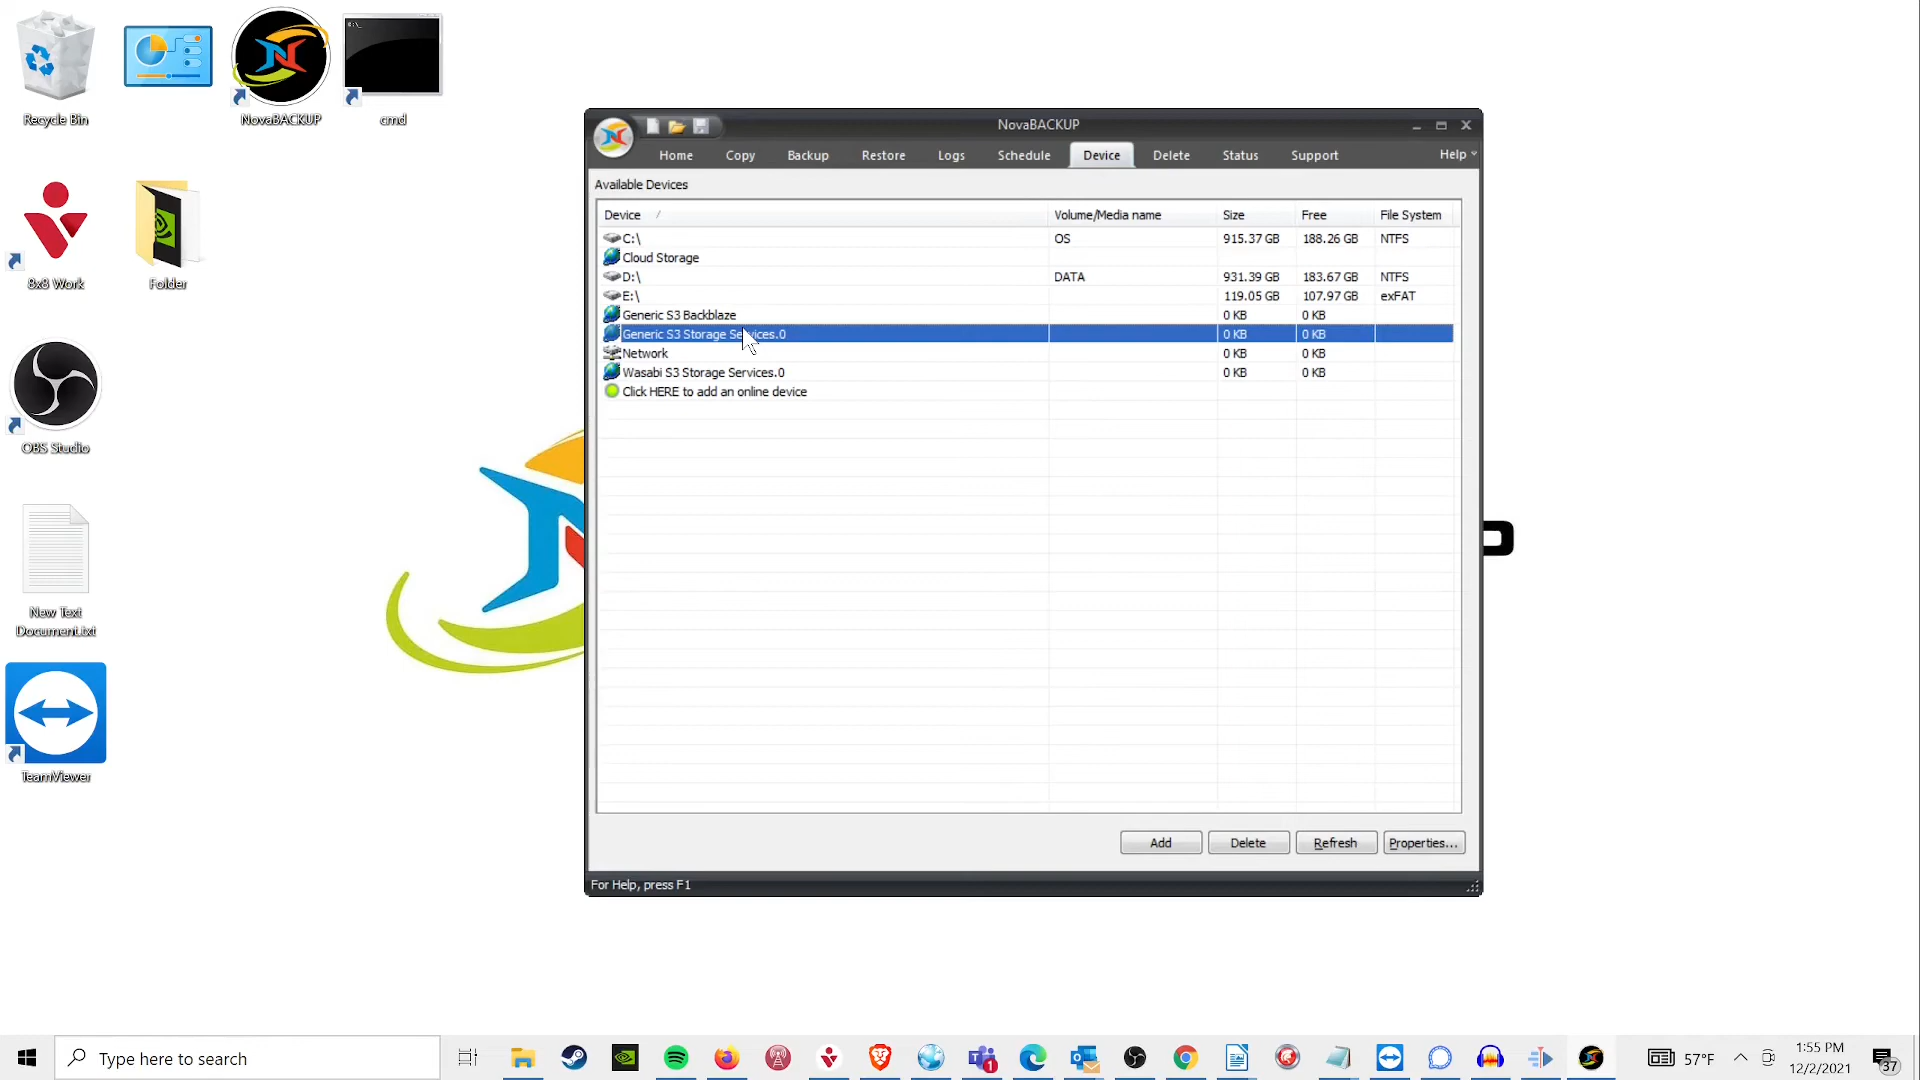 Recycle Bin
NovaBACKUP
cmd
8x8 Work
Folder
OBS Studio
New Text
Document.txt
TeamViewer
NovaBACKUP
Home Copy Backup Restore Logs Schedule Device Delete Status Support Help
Available Devices
Device Volume/Media name Size Free File System
C:\ OS 915.37 GB 188.26 GB NTFS
Cloud Storage
D:\ DATA 931.39 GB 183.67 GB NTFS
E:\ 119.05 GB 107.97 GB exFAT
Generic S3 Backblaze 0 KB 0 KB
Generic S3 Storage Services.0 0 KB 0 KB
Network 0 KB 0 KB
Wasabi S3 Storage Services.0 0 KB 0 KB
Click HERE to add an online device
Add Delete Refresh Properties...
For Help, press F1
Type here to search
1
57°F
1:55 PM
12/2/2021
37